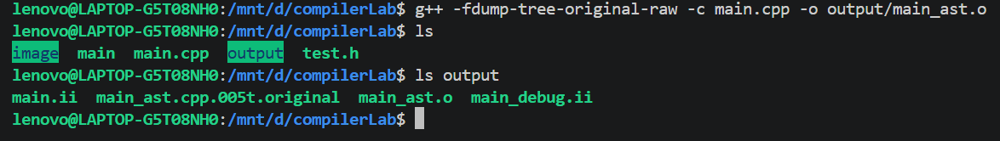 lenovo@LAPTOP-G5T08NH0:/mnt/d/compilerLab$ g++ -fdump-tree-original-raw -c main.cpp -o output/main_ast.o
lenovo@LAPTOP-G5T08NH0:/mnt/d/compilerLab$ ls
image  main  main.cpp  output  test.h
lenovo@LAPTOP-G5T08NH0:/mnt/d/compilerLab$ ls output
main.ii  main_ast.cpp.005t.original  main_ast.o  main_debug.ii
lenovo@LAPTOP-G5T08NH0:/mnt/d/compilerLab$